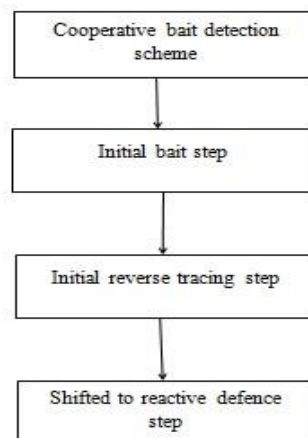 Cooperative bait detection
scheme
Initial bait step
Initial reverse tracing step
Shifted to reactive defence
step